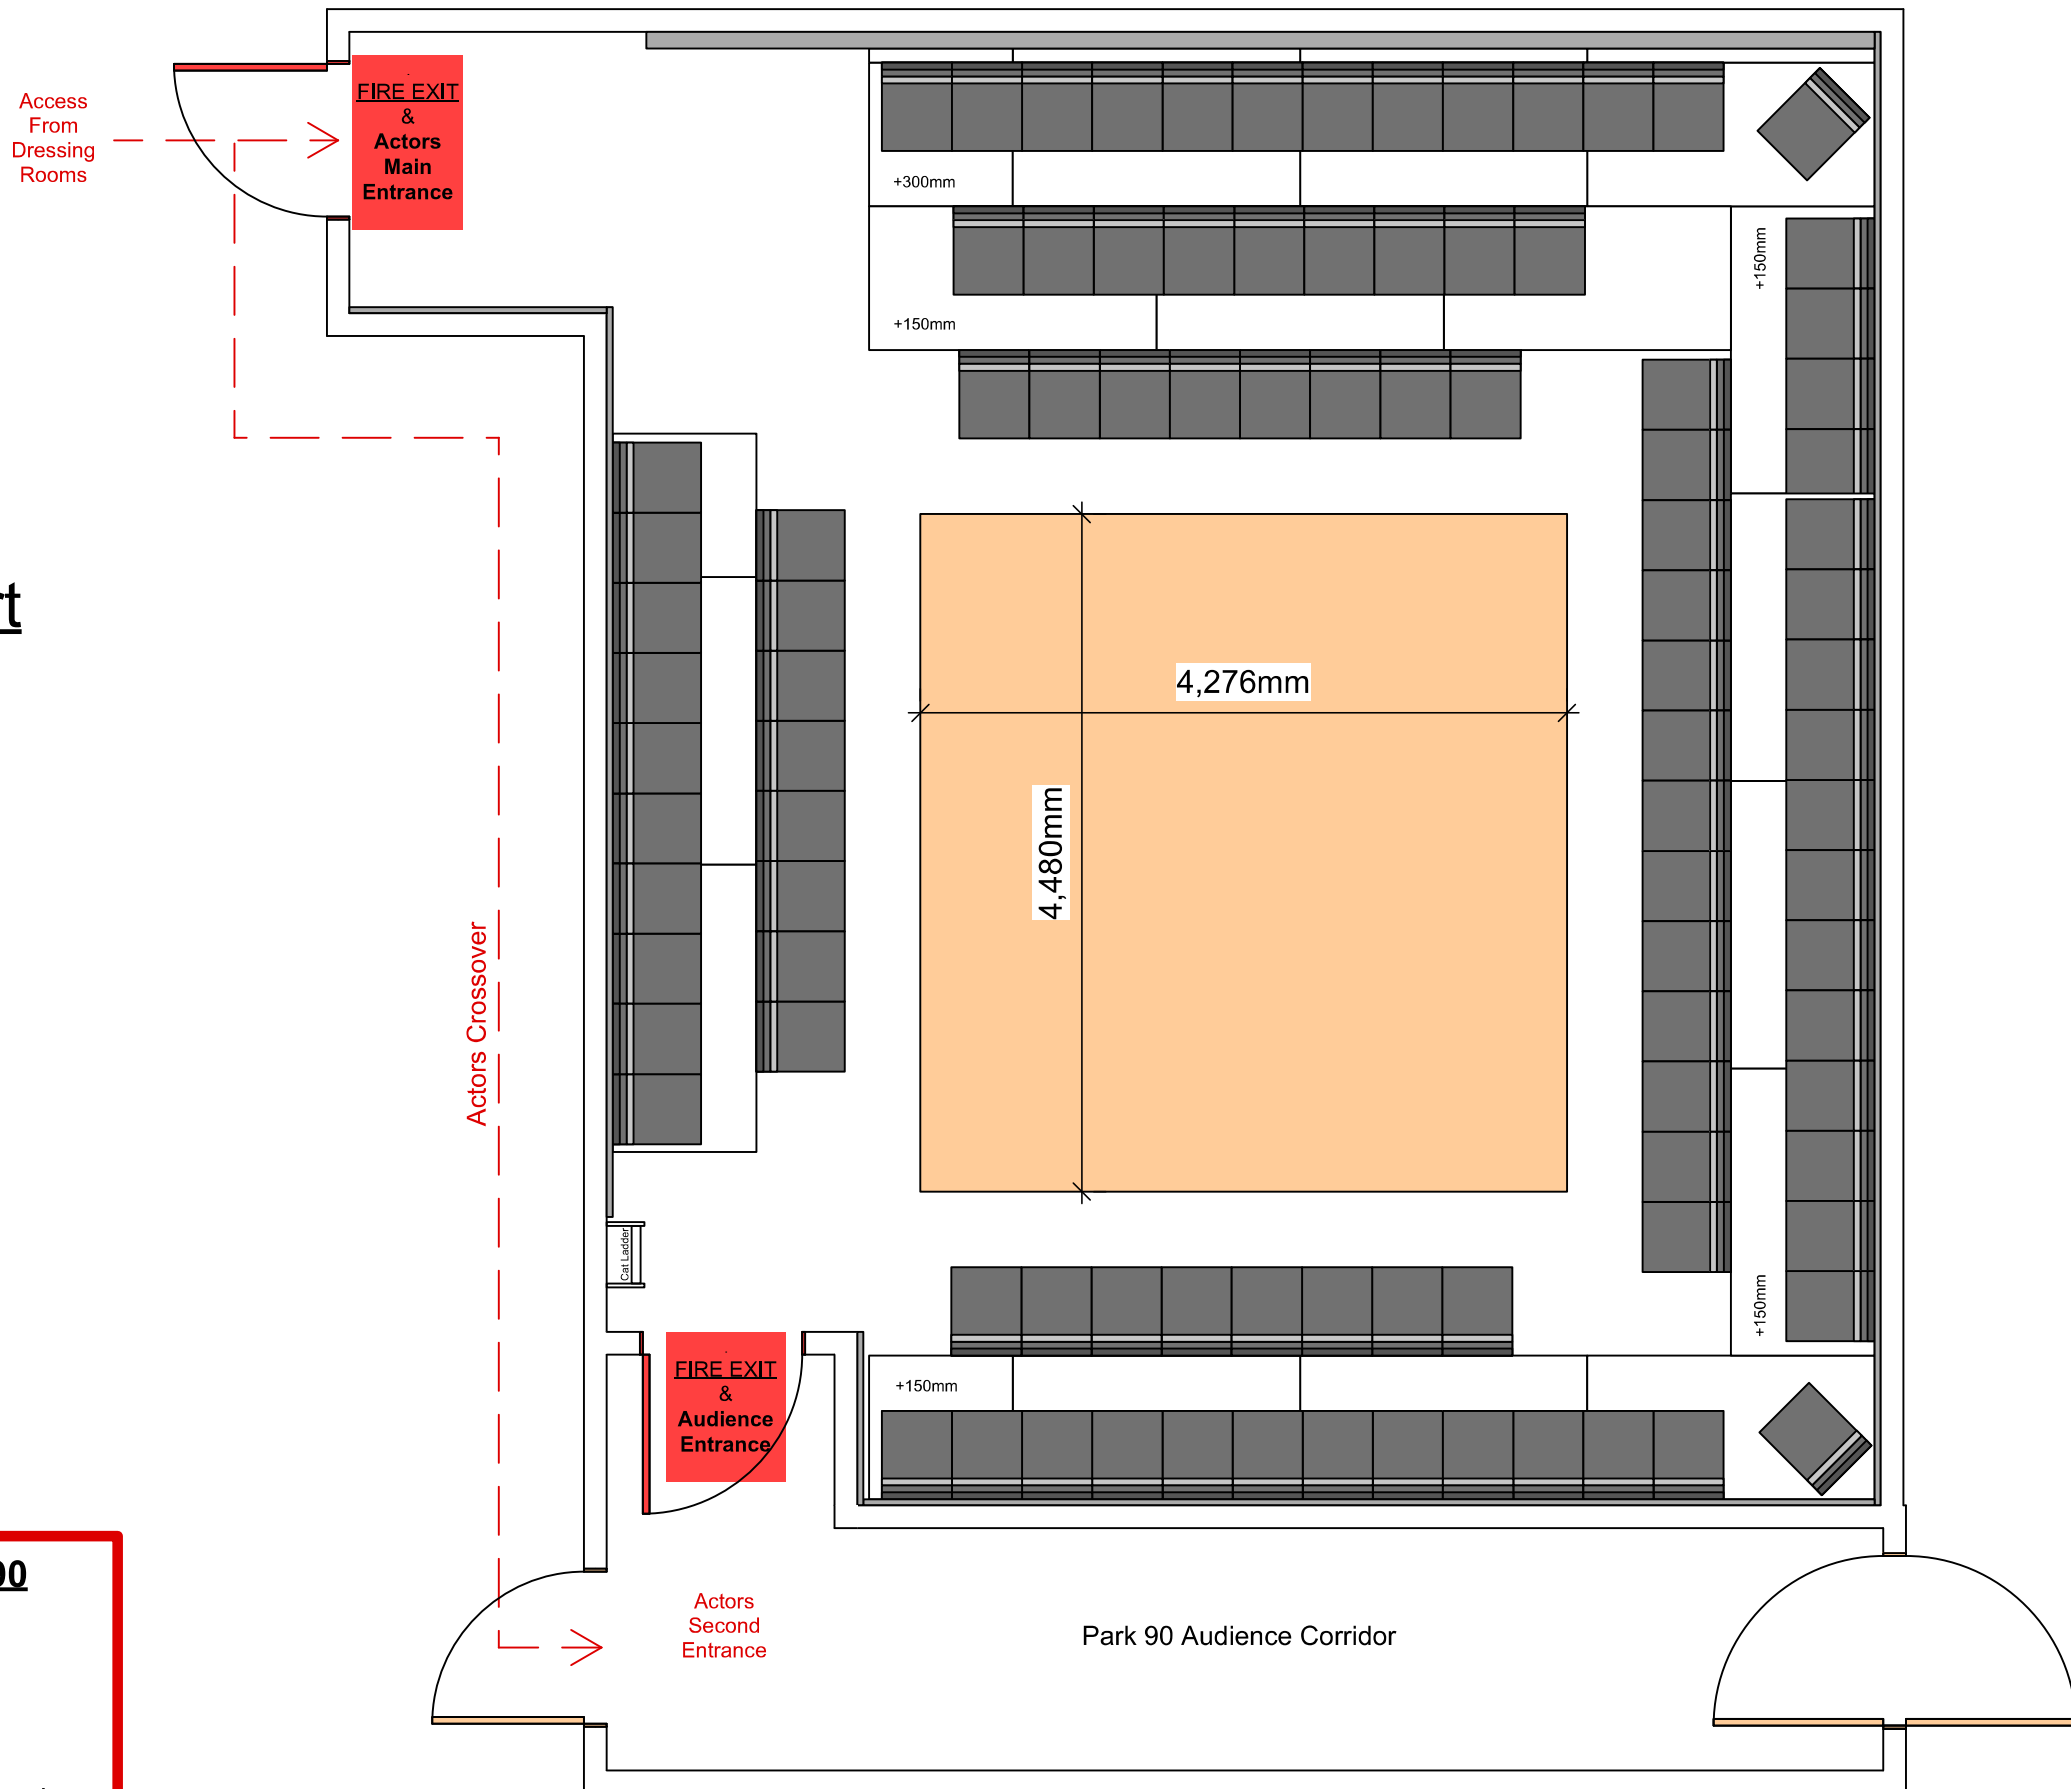 Access
From
Dressing
Rooms
FIRE EXIT
&
Actors
Main
Entrance
+300mm
+150mm
+150mm
4,276mm
4,480mm
Actors Crossover
Cat Ladder
+150mm
FIRE EXIT
&
Audience
Entrance
+150mm
Actors
Second
Entrance
Park 90 Audience Corridor